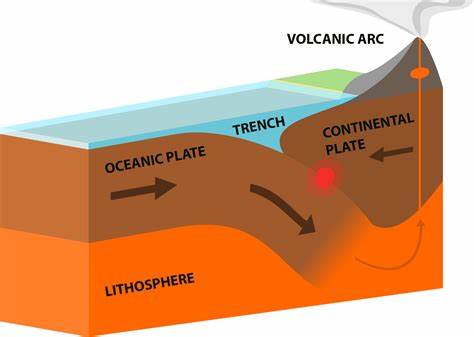 VOLCANIC ARC
TRENCH
CONTINENTAL
PLATE
OCEANIC PLATE
LITHOSPHERE